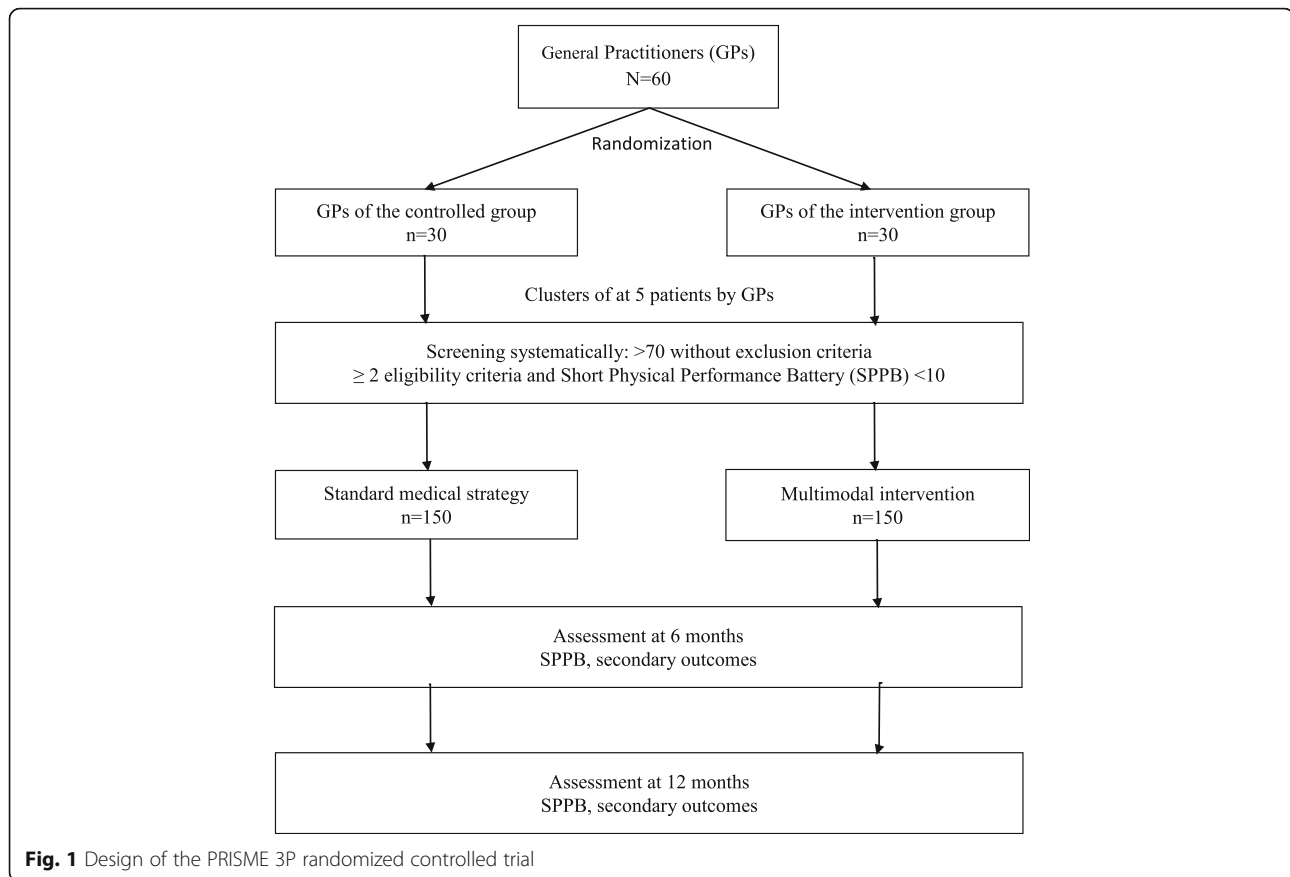 General Practitioners (GPs)
N=60
Randomization
GPs of the controlled group
n=30
GPs of the intervention group
n=30
Clusters of at 5 patients by GPs
Screening systematically: >70 without exclusion criteria
≥ 2 eligibility criteria and Short Physical Performance Battery (SPPB) <10
Standard medical strategy
n=150
Multimodal intervention
n=150
Assessment at 6 months
SPPB, secondary outcomes
Assessment at 12 months
SPPB, secondary outcomes
Fig. 1 Design of the PRISME 3P randomized controlled trial